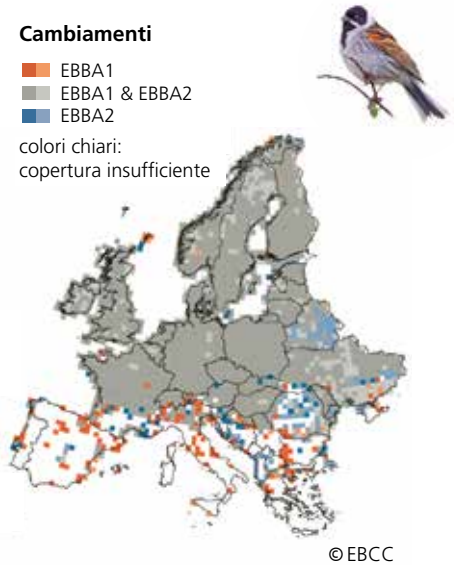 Cambiamenti
EBBA1
EBBA1 & EBBA2
EBBA2
colori chiari:
copertura insufficiente
© EBCC